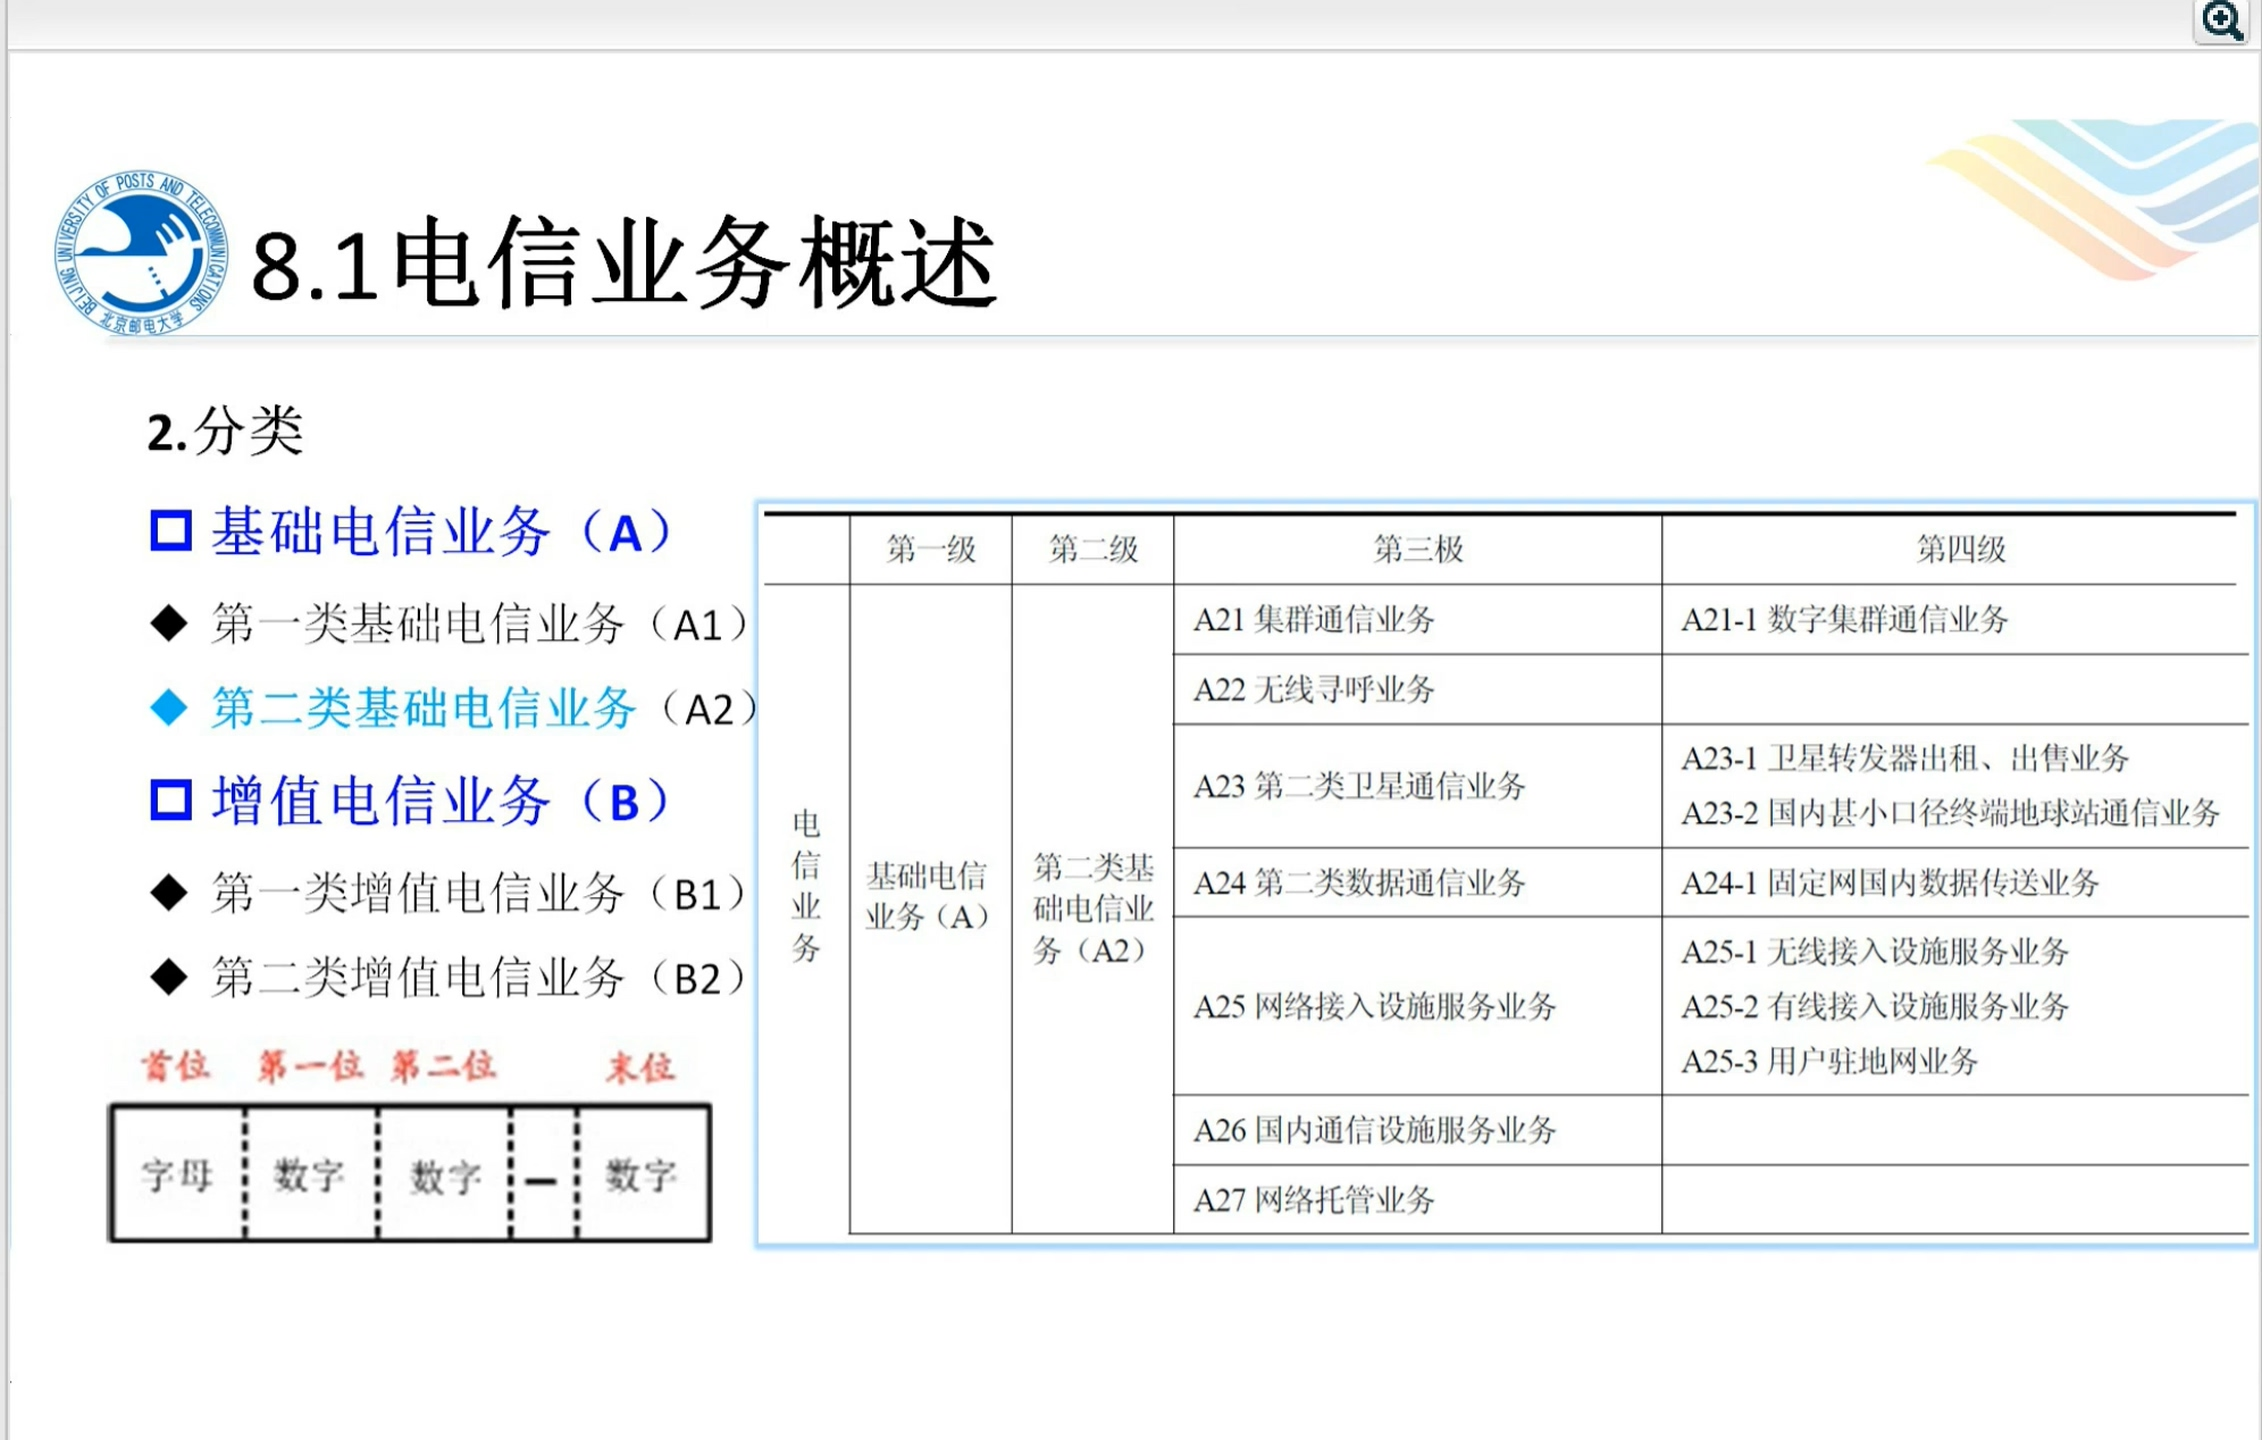 BEIJING UNIVERSITY OF POSTS AND TELECOMMUNICATIONS
北京邮电大学
8.1电信业务概述
2.分类
基础电信业务（A）
第一类基础电信业务（A1）
第二类基础电信业务（A2）
增值电信业务（B）
第一类增值电信业务（B1）
第二类增值电信业务（B2）
首位 第一位 第二位 末位
字母 数字 数字 — 数字
第一级 第二级 第三极 第四级
电
信
业
务
基础电信
业务（A）
第二类基
础电信业
务（A2）
A21 集群通信业务 A21-1 数字集群通信业务
A22 无线寻呼业务
A23 第二类卫星通信业务
A23-1 卫星转发器出租、出售业务
A23-2 国内甚小口径终端地球站通信业务
A24 第二类数据通信业务 A24-1 固定网国内数据传送业务
A25 网络接入设施服务业务
A25-1 无线接入设施服务业务
A25-2 有线接入设施服务业务
A25-3 用户驻地网业务
A26 国内通信设施服务业务
A27 网络托管业务